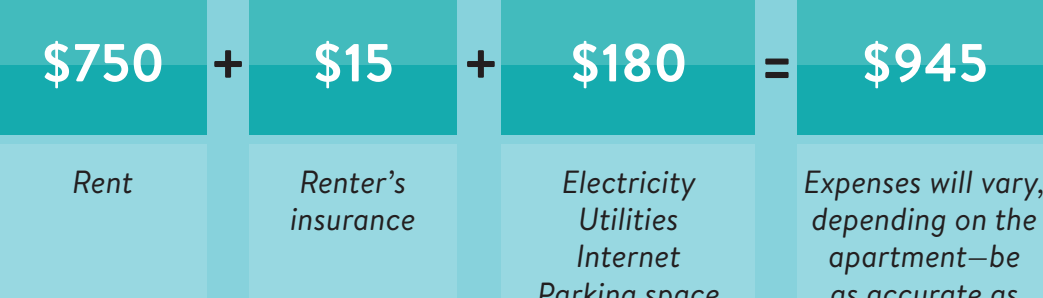 $750 + $15 + $180 = $945
Rent
Renter’s
insurance
Electricity
Utilities
Internet
Parking space
Expenses will vary,
depending on the
apartment—be
as accurate as